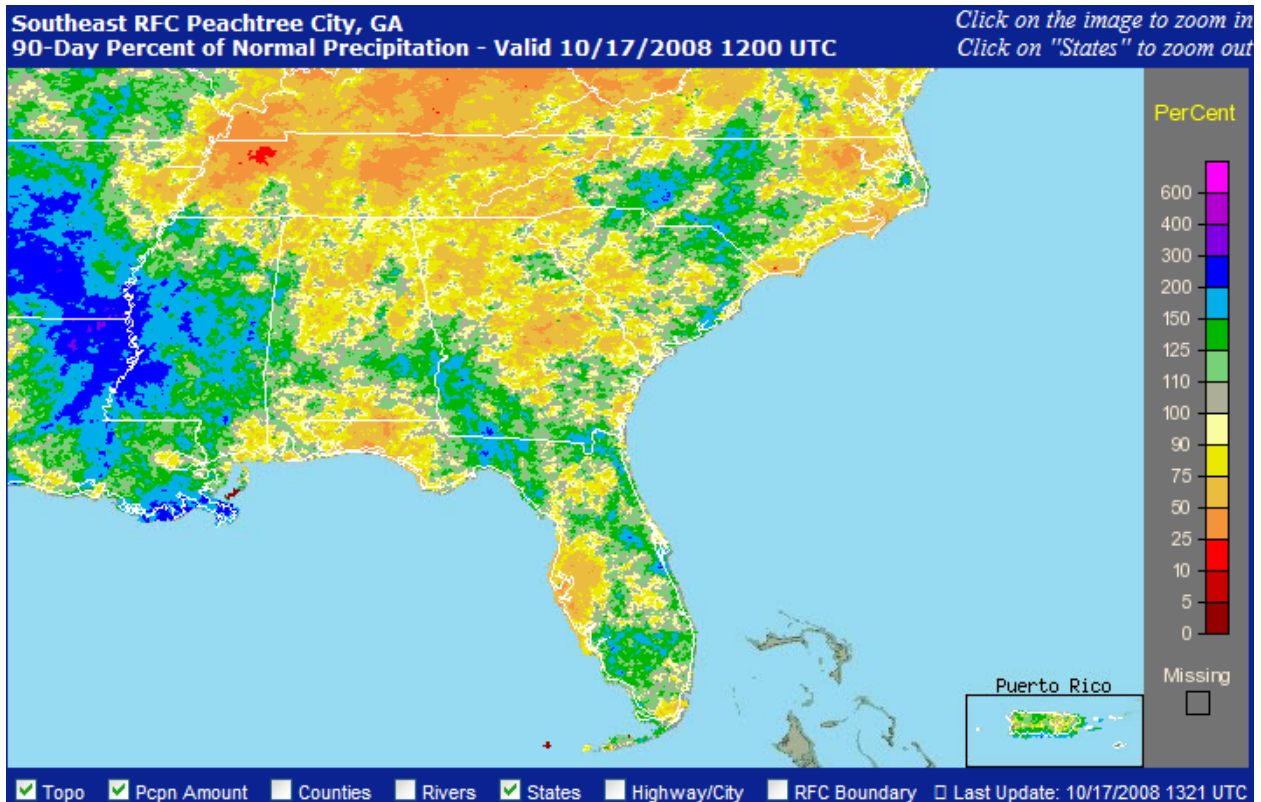 Southeast RFC Peachtree City, GA
90-Day Percent of Normal Precipitation - Valid 10/17/2008 1200 UTC
Click on the image to zoom in
Click on "States" to zoom out
PerCent
600
400
300
200
150
125
110
100
90
75
50
25
10
5
0
Missing
Puerto Rico
Topo Pcpn Amount Counties Rivers States Highway/City RFC Boundary Last Update: 10/17/2008 1321 UTC